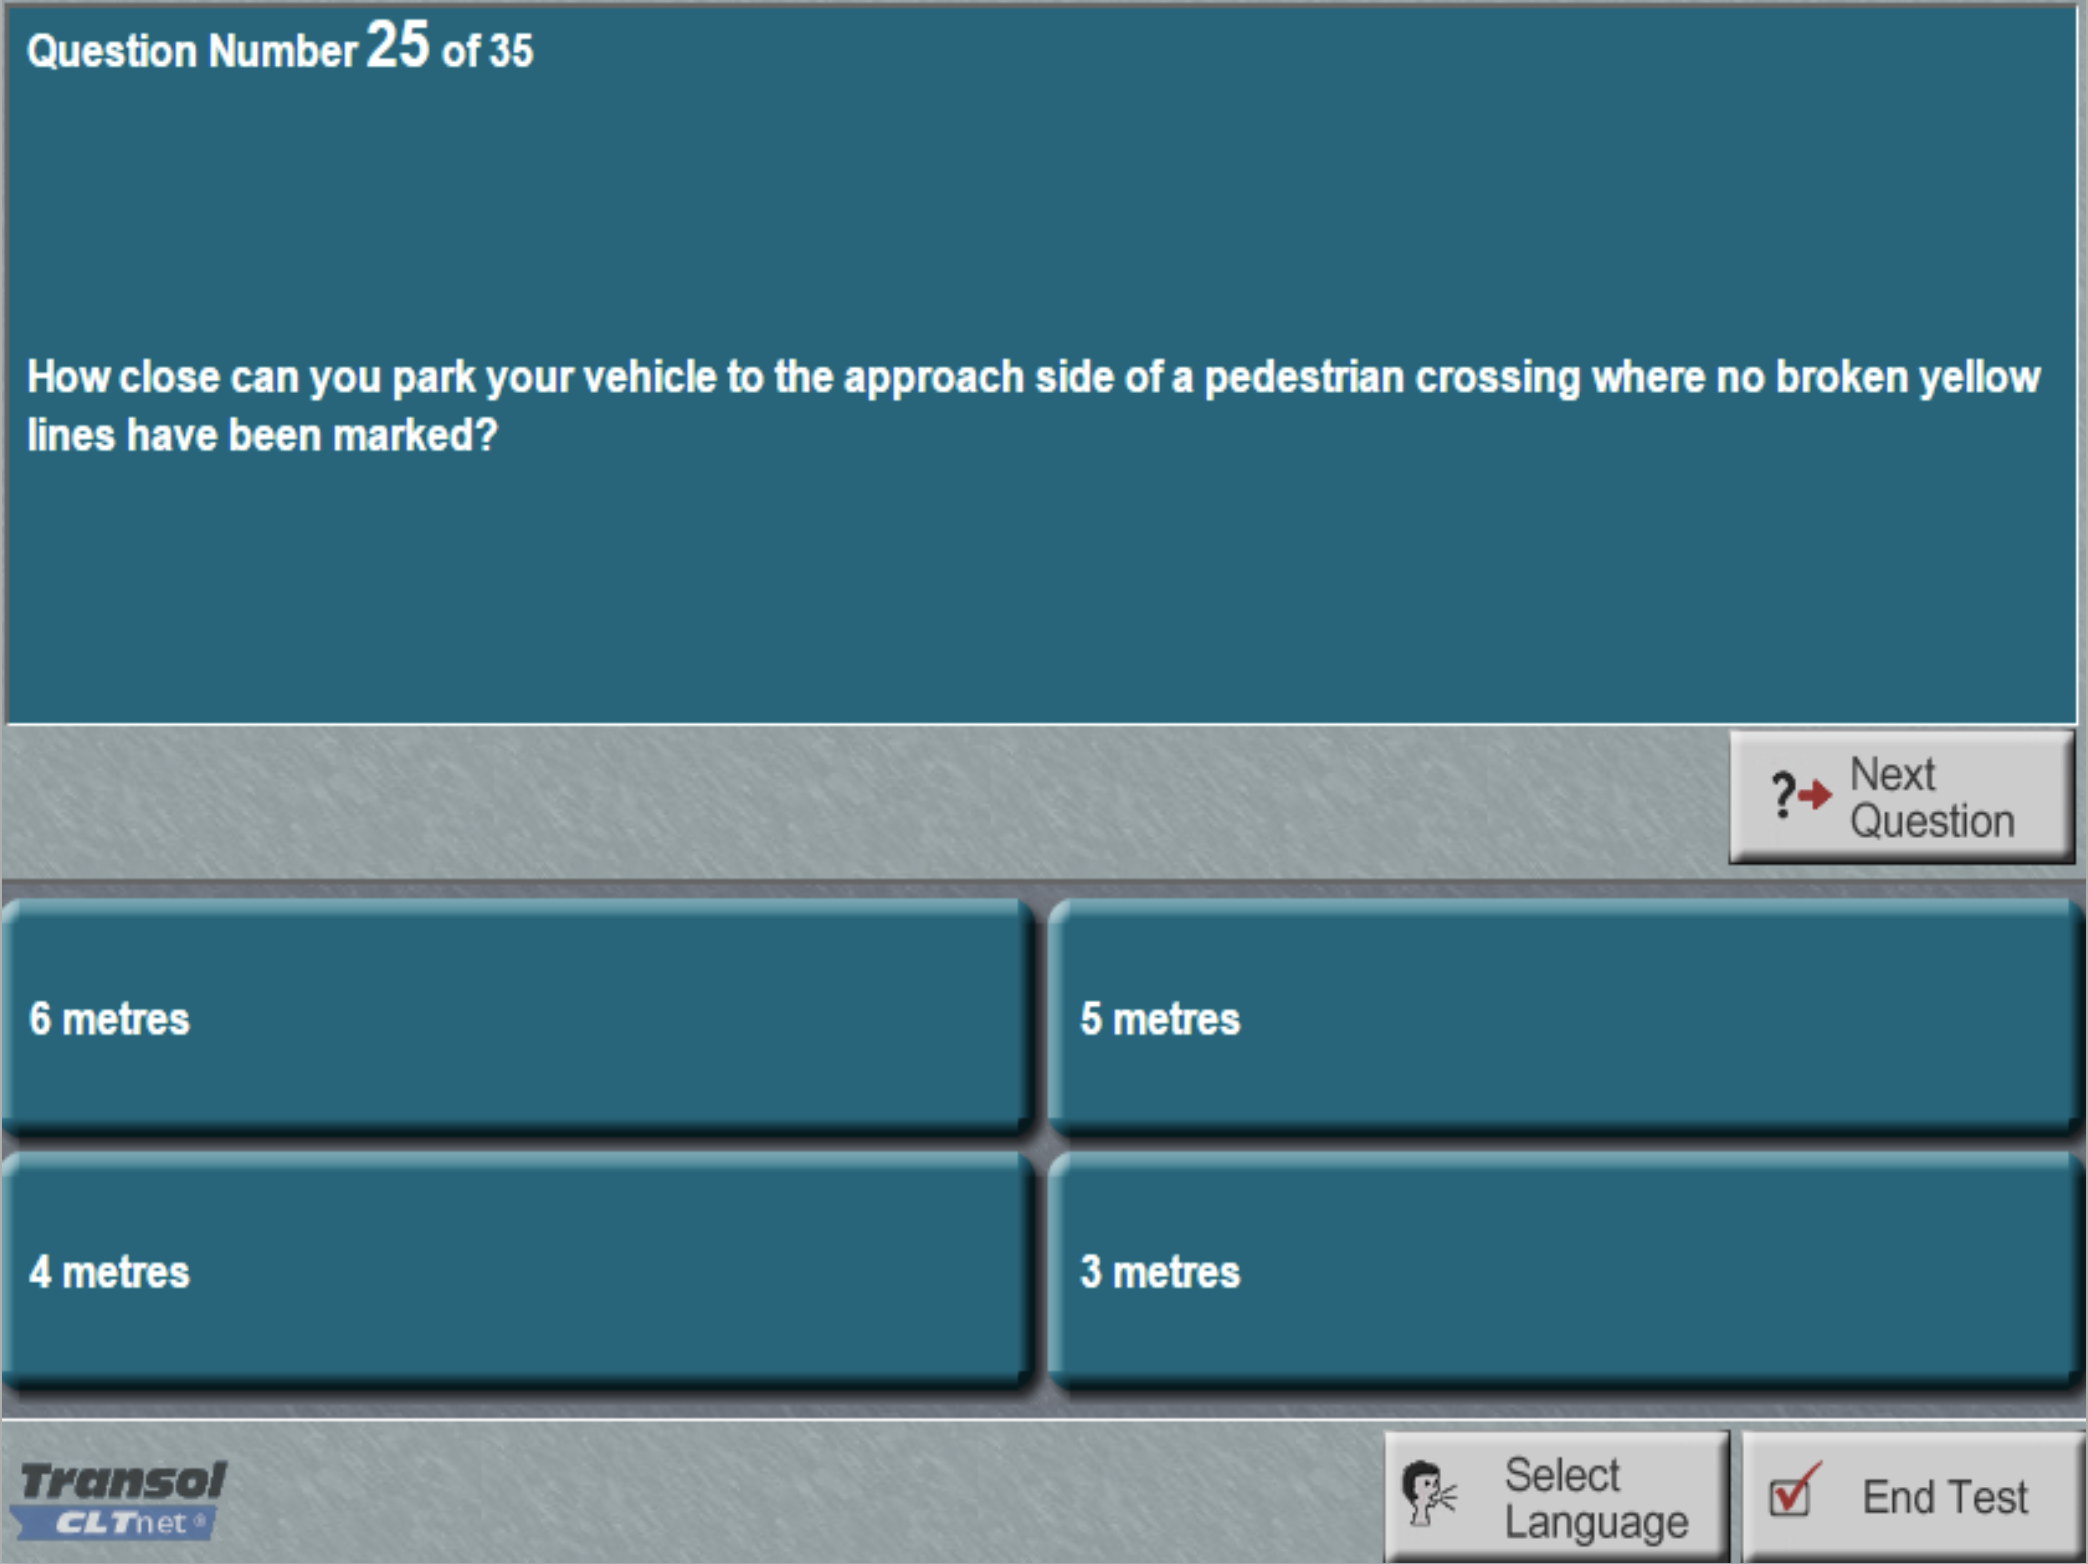 Question Number 25 of 35
How close can you park your vehicle to the approach side of a pedestrian crossing where no broken yellow
lines have been marked?
? Next
Question
6 metres
5 metres
4 metres
3 metres
Transol
CLTnet ®
Select
Language
End Test